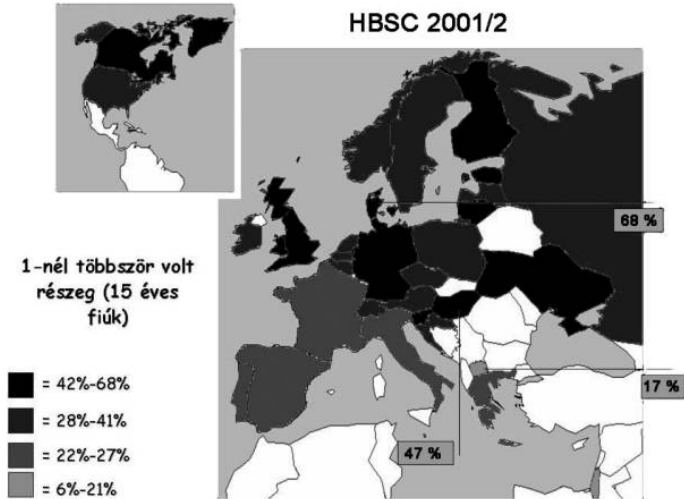 HBSC 2001/2
68 %
1-nél többször volt
részeg (15 éves
fiúk)
= 42%-68%
= 28%-41%
= 22%-27%
= 6%-21%
17 %
47 %